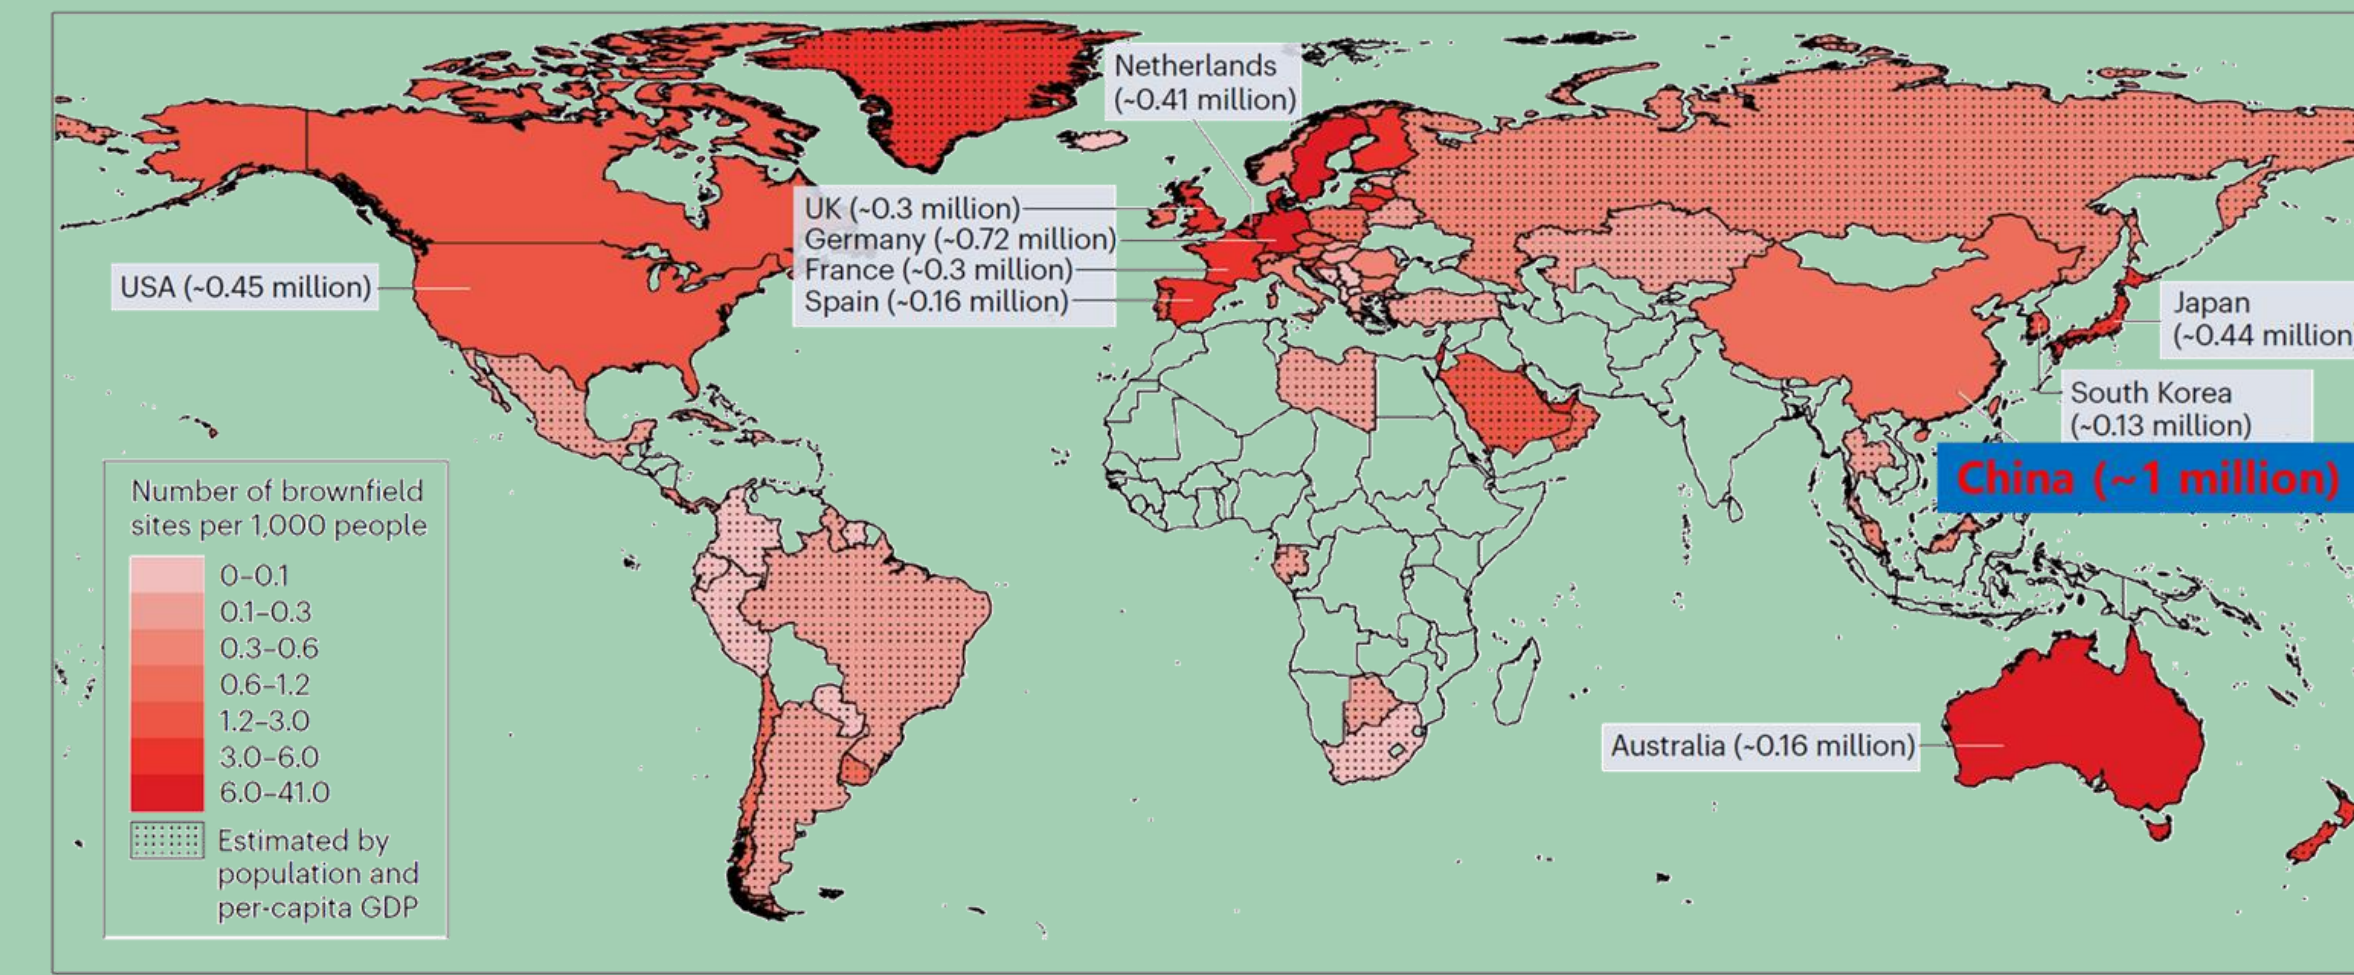 Netherlands
(~0.41 million)
UK (~0.3 million)
Germany (~0.72 million)
France (~0.3 million)
Spain (~0.16 million)
USA (~0.45 million)
Japan
(~0.44 million
South Korea
(~0.13 million)
China (~1 million)
Australia (~0.16 million)
Number of brownfield
sites per 1,000 people
0–0.1
0.1–0.3
0.3–0.6
0.6–1.2
1.2–3.0
3.0–6.0
6.0–41.0
Estimated by
population and
per-capita GDP